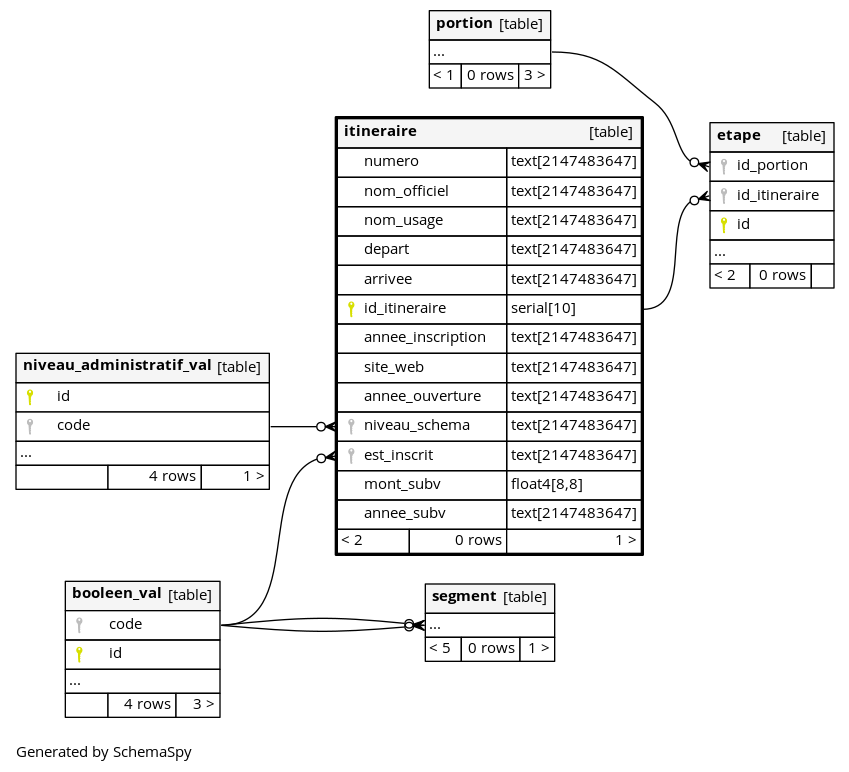 portion [table]
...
< 1 0 rows 3 >
itineraire [table]
numero text[2147483647]
nom_officiel text[2147483647]
nom_usage text[2147483647]
depart text[2147483647]
arrivee text[2147483647]
id_itineraire serial[10]
annee_inscription text[2147483647]
site_web text[2147483647]
annee_ouverture text[2147483647]
niveau_schema text[2147483647]
est_inscrit text[2147483647]
mont_subv float4[8,8]
annee_subv text[2147483647]
< 2 0 rows 1 >
etape [table]
id_portion
id_itineraire
id
...
< 2 0 rows
niveau_administratif_val [table]
id
code
...
4 rows 1 >
booleen_val [table]
code
id
...
4 rows 3 >
segment [table]
...
< 5 0 rows 1 >
Generated by SchemaSpy